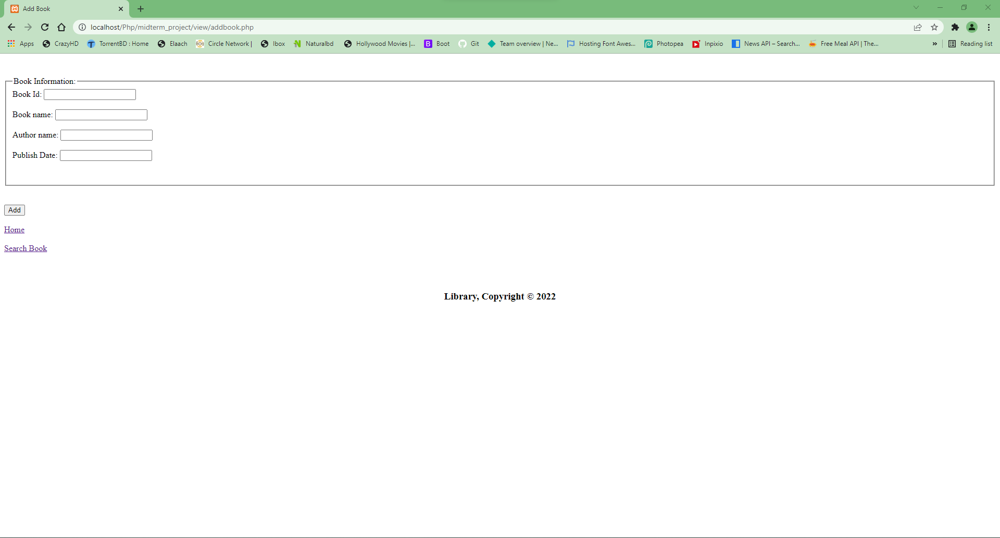 Add Book
localhost/Php/midterm_project/view/addbook.php
Apps CrazyHD TorrentBD : Home Elaach Circle Network | Ibox Naturalbd Hollywood Movies |... Boot Git Team overview | Ne... Hosting Font Awes... Photopea Inpixio News API – Search... Free Meal API | The... » Reading list
Book Information:
Book Id:
Book name:
Author name:
Publish Date:
Add
Home
Search Book
Library, Copyright © 2022